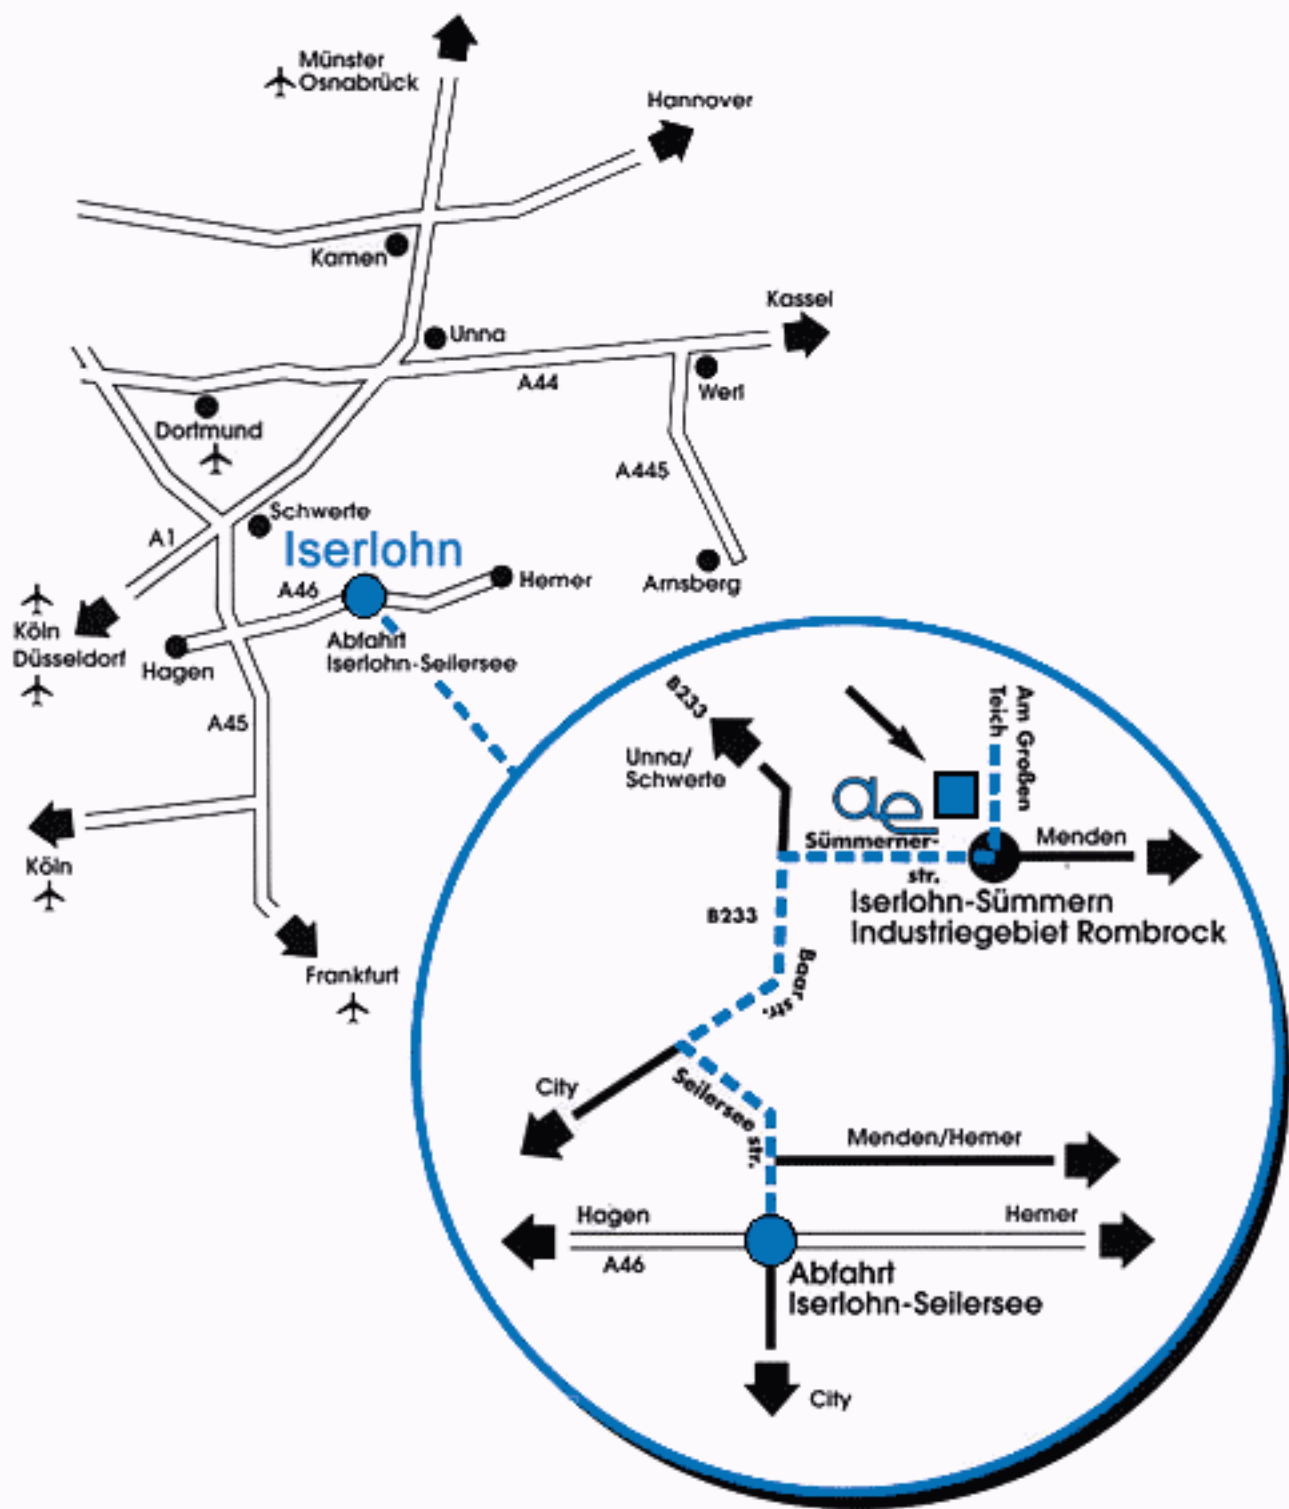 Münster
Osnabrück
Hannover
Kamen
Kassel
Unna
A44
Werl
Dortmund
A445
Schwerte
A1
Iserlohn
A46
Hemer
Arnsberg
Köln
Düsseldorf
Hagen
Abfahrt
Iserlohn-Seilersee
A45
Köln
Frankfurt
B233
Unna/
Schwerte
Am Großen
Teich
ae
Sümmerner-
str.
Menden
Iserlohn-Sümmern
Industriegebiet Rombrock
B233
Baar str.
City
Seilersee str.
Menden/Hemer
Hagen
Hemer
A46
Abfahrt
Iserlohn-Seilersee
City